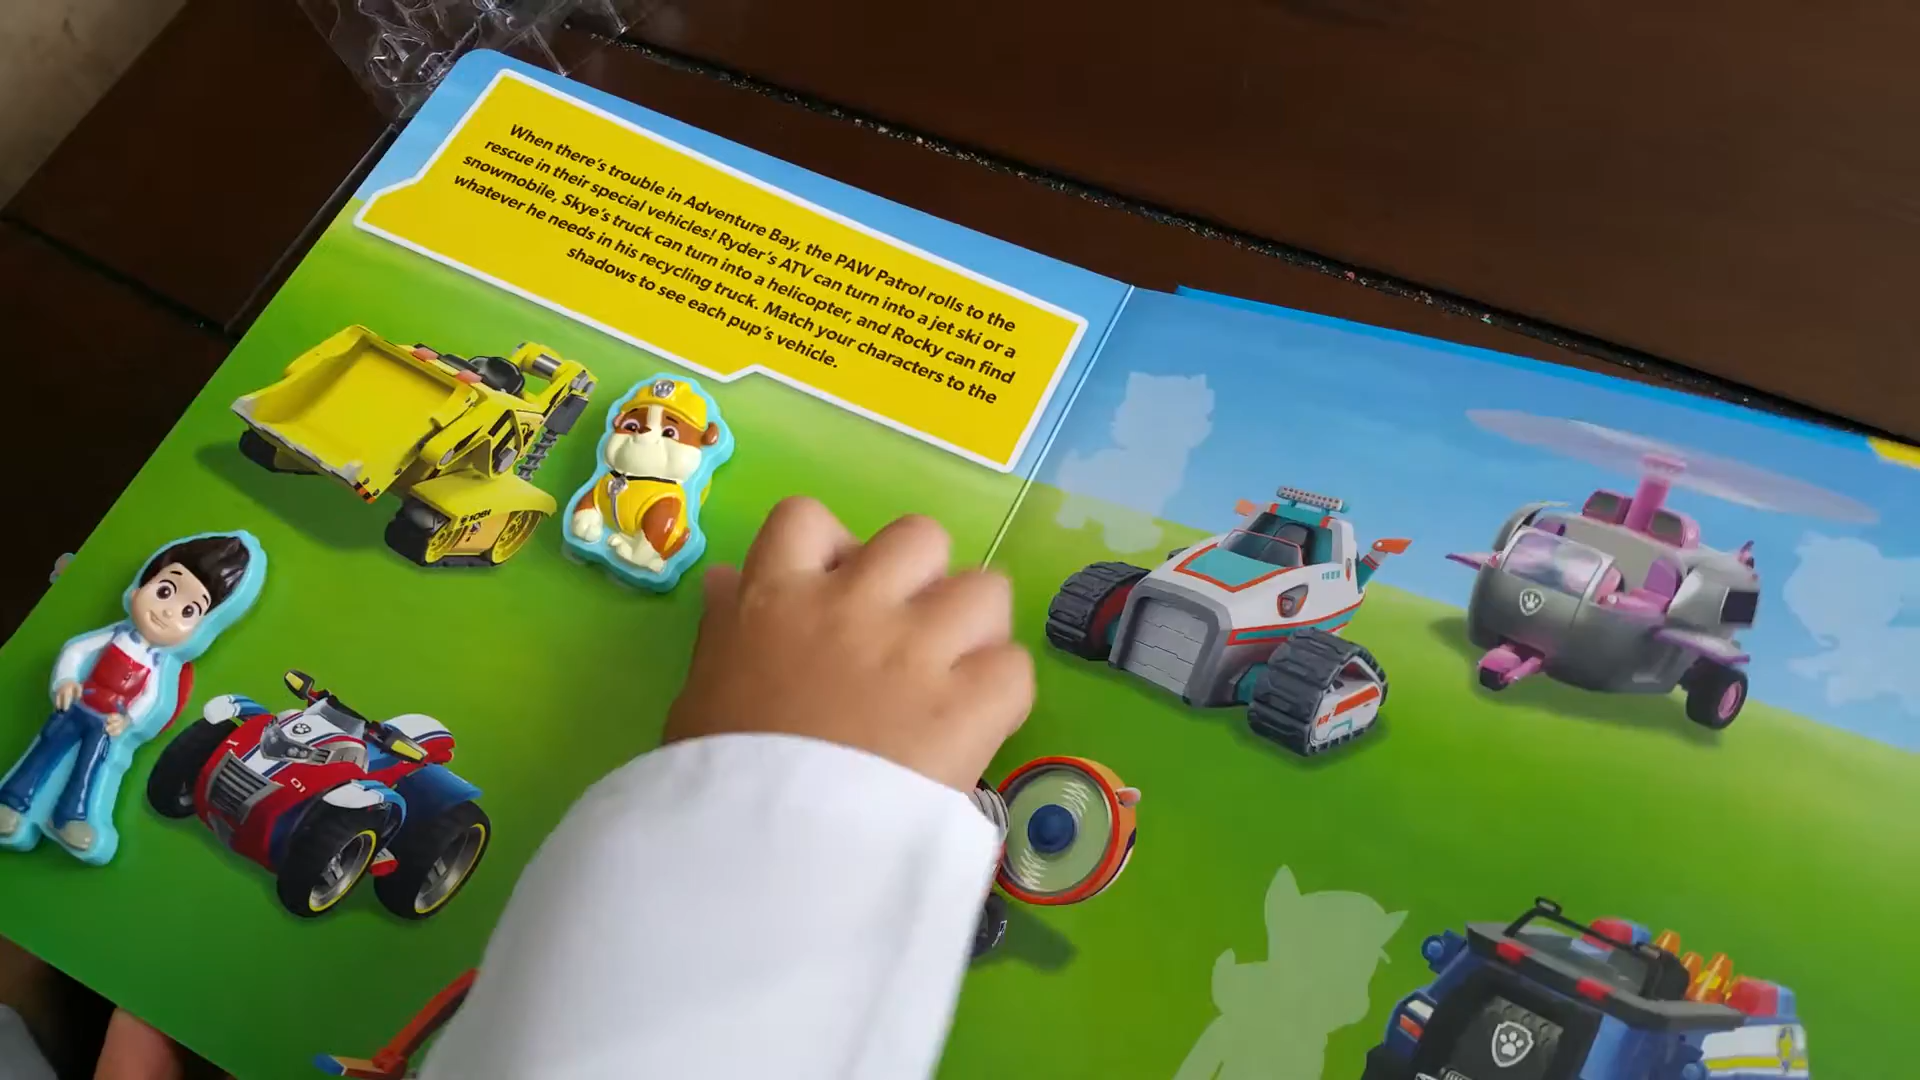 When there's trouble in Adventure Bay, the PAW Patrol rolls to the
rescue in their special vehicles! Ryder's ATV can turn into a jet ski or a
snowmobile, Skye's truck can turn into a helicopter, and Rocky can find
whatever he needs in his recycling truck. Match your characters to the
shadows to see each pup's vehicle.
01